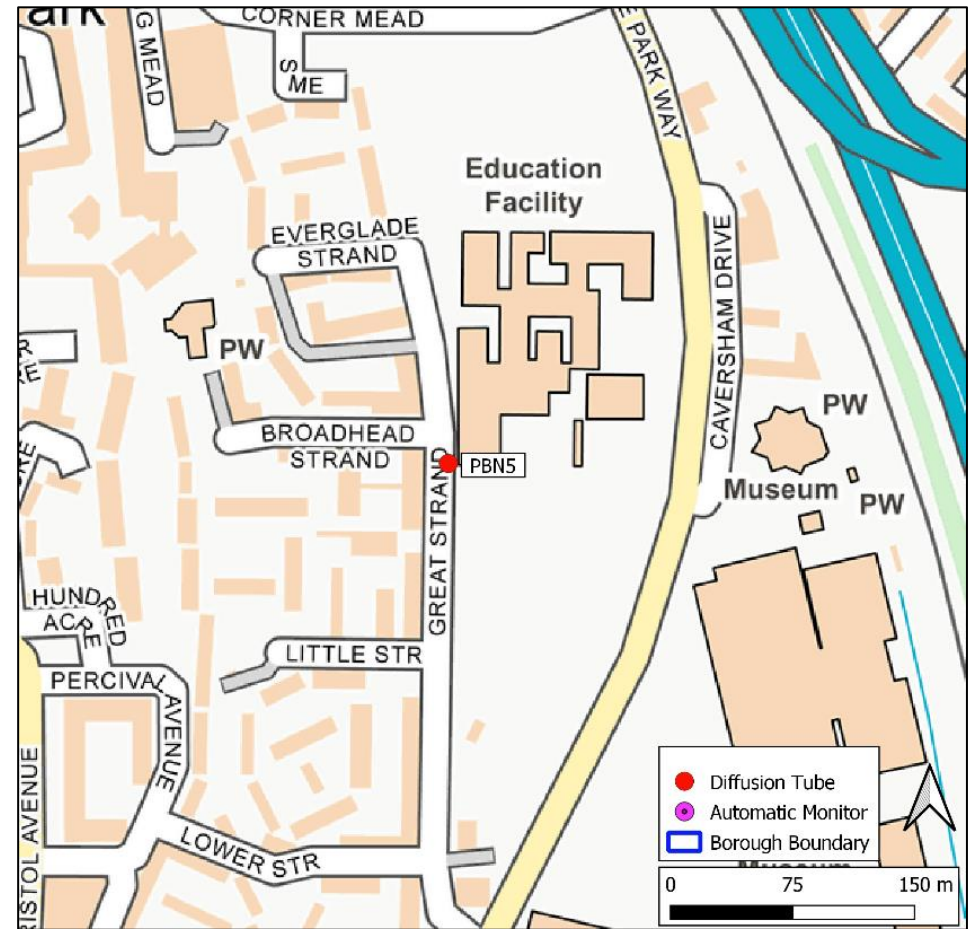 ark
CORNER MEAD
G MEAD
S
ME
E PARK WAY
Education
Facility
EVERGLADE
STRAND
CAVERSHAM DRIVE
PW
BROADHEAD
STRAND
PBN5
PW
Museum
PW
GREAT STRAND
HUNDRED
ACRE
LITTLE STR
PERCIVAL AVENUE
RISTOL AVENUE
LOWER STR
Diffusion Tube
Automatic Monitor
Borough Boundary
Museum
0 75 150 m